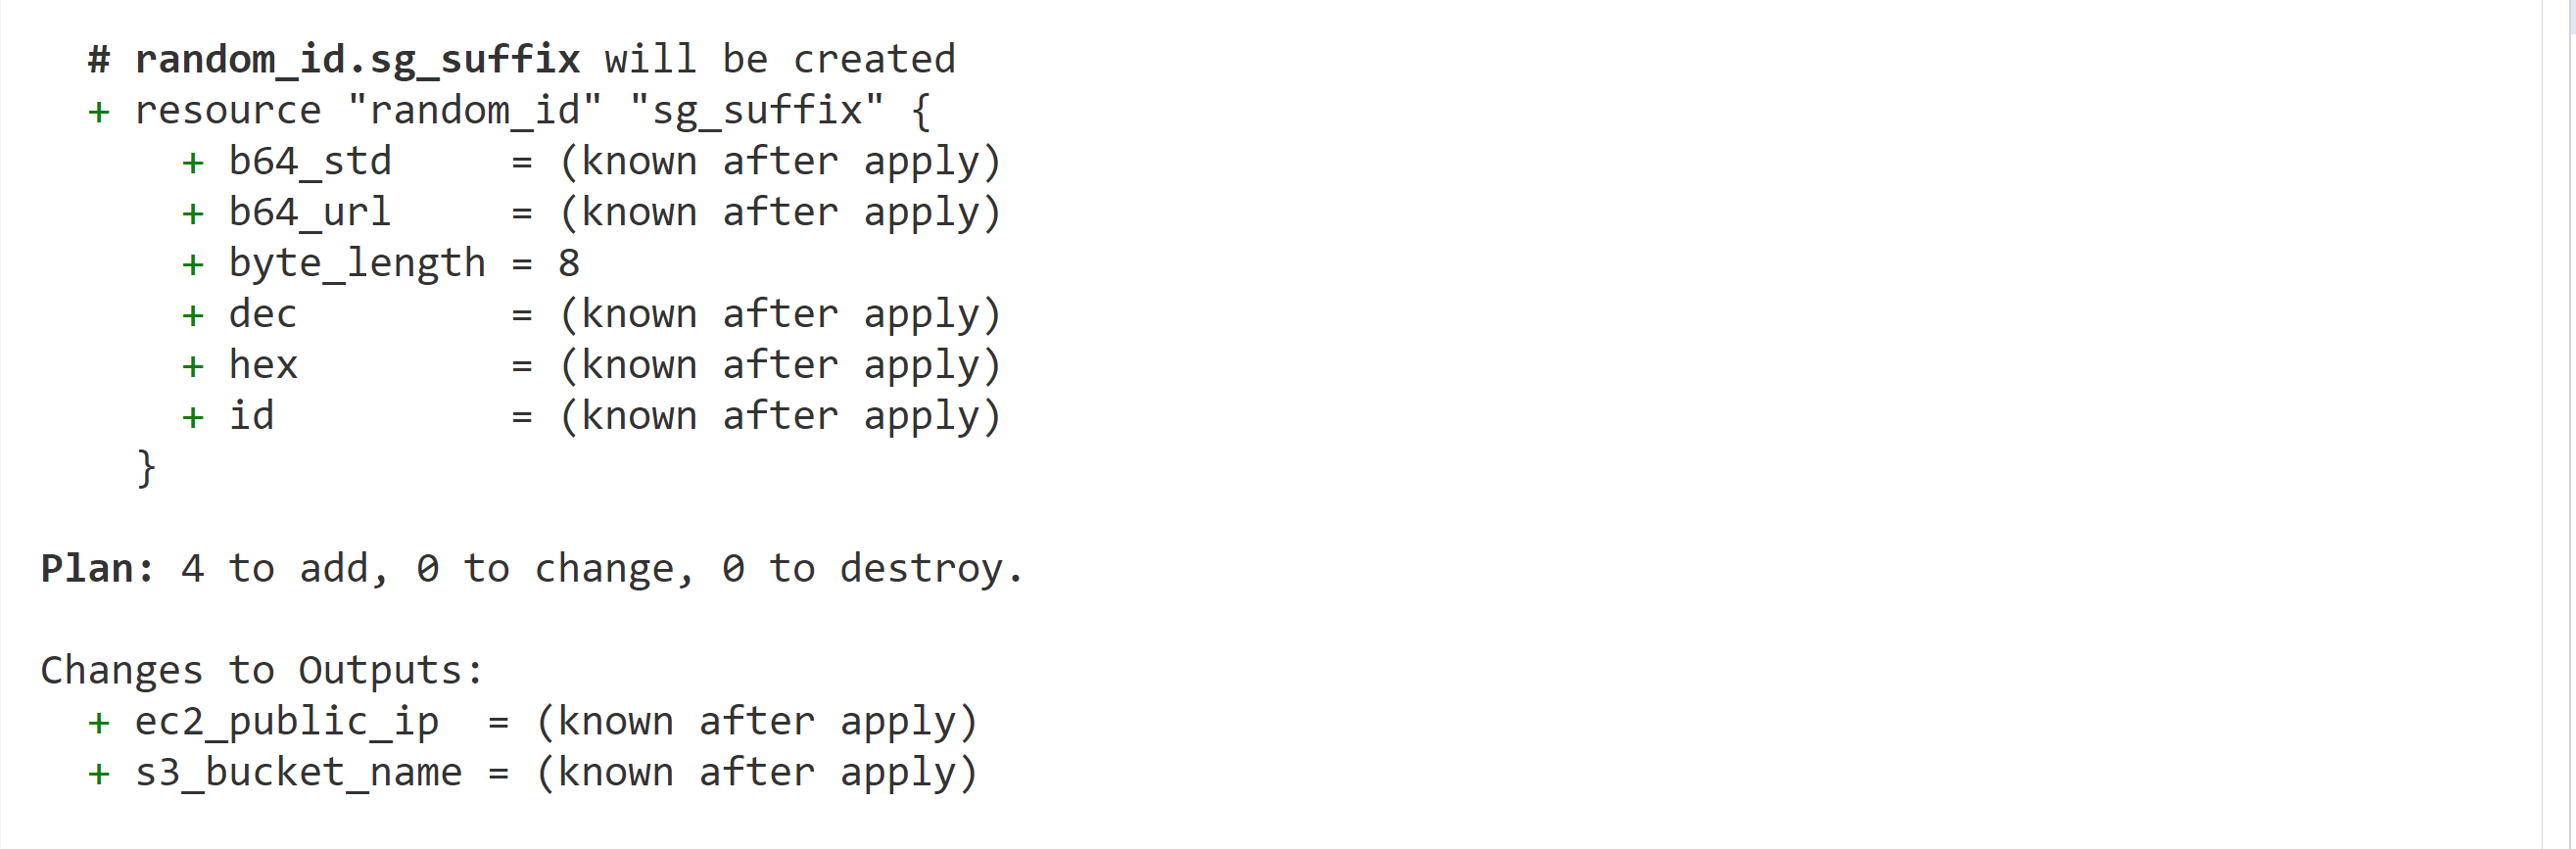 # random_id.sg_suffix will be created
+ resource "random_id" "sg_suffix" {
+ b64_std = (known after apply)
+ b64_url = (known after apply)
+ byte_length = 8
+ dec = (known after apply)
+ hex = (known after apply)
+ id = (known after apply)
}
Plan: 4 to add, 0 to change, 0 to destroy.
Changes to Outputs:
+ ec2_public_ip = (known after apply)
+ s3_bucket_name = (known after apply)